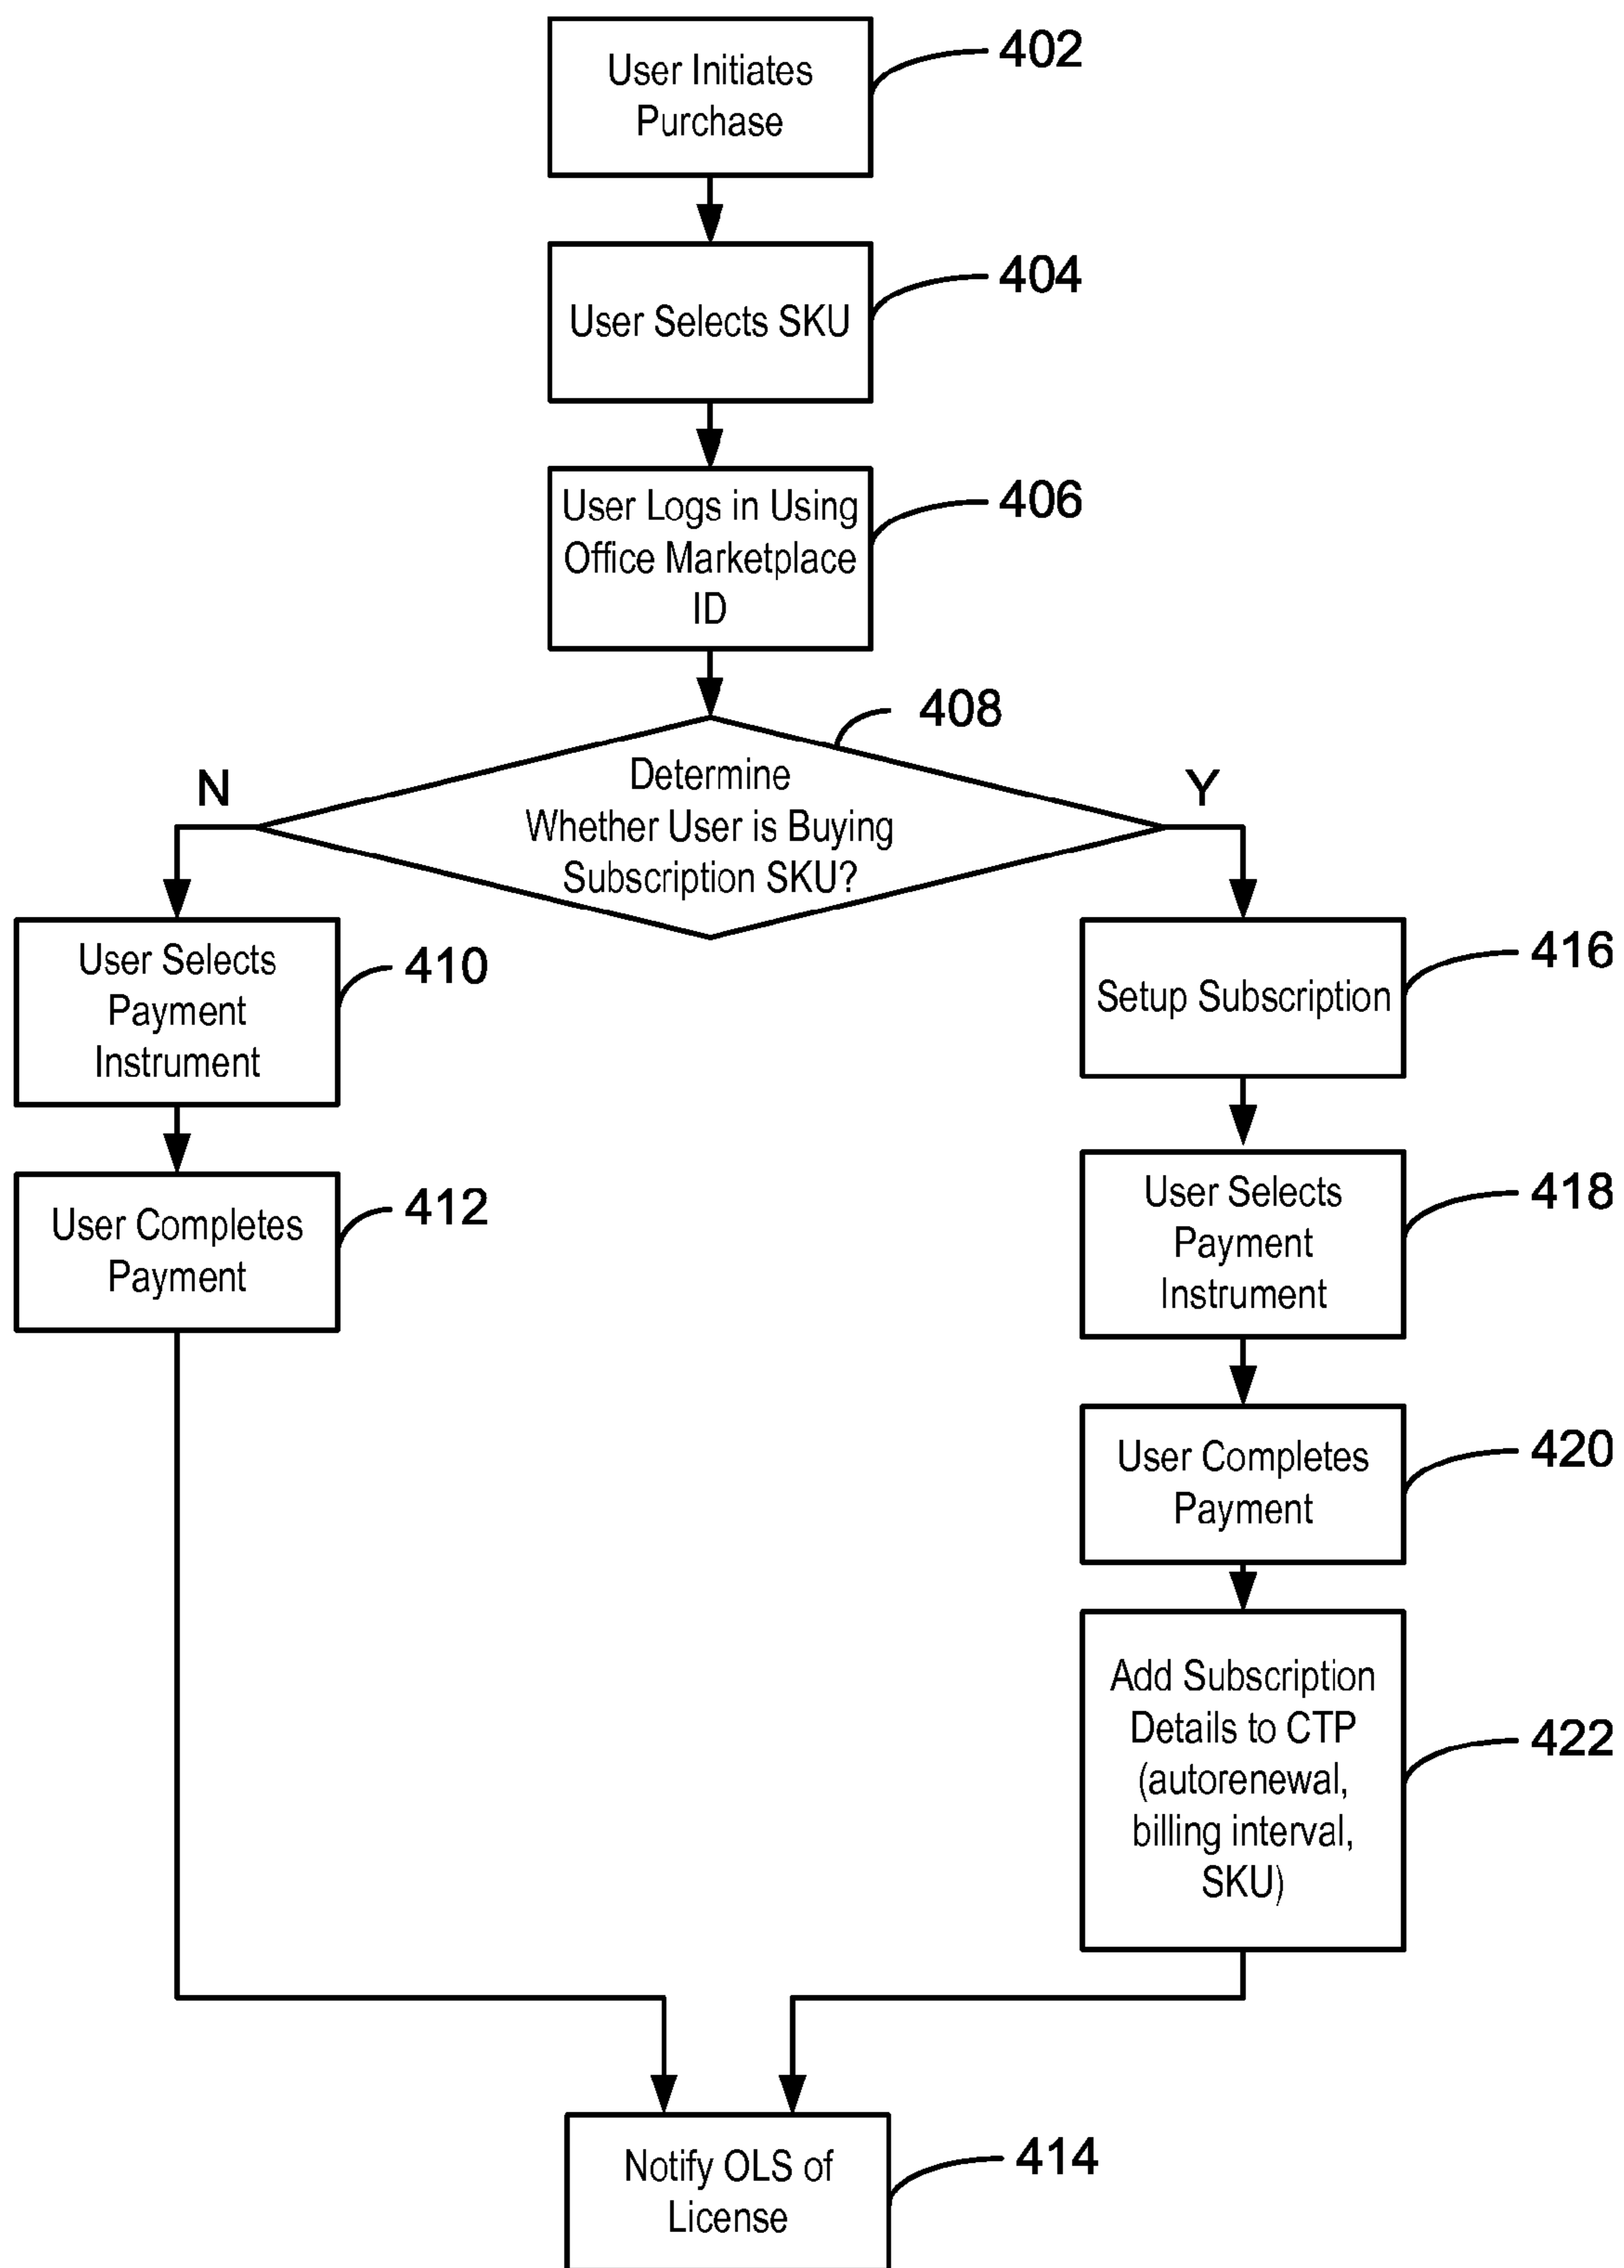 User Initiates
Purchase
402
User Selects SKU
404
User Logs in Using
Office Marketplace
ID
406
408
Determine
Whether User is Buying
Subscription SKU?
N
Y
User Selects
Payment
Instrument
410
User Completes
Payment
412
Setup Subscription
416
User Selects
Payment
Instrument
418
User Completes
Payment
420
Add Subscription
Details to CTP
(autorenewal,
billing interval,
SKU)
422
Notify OLS of
License
414